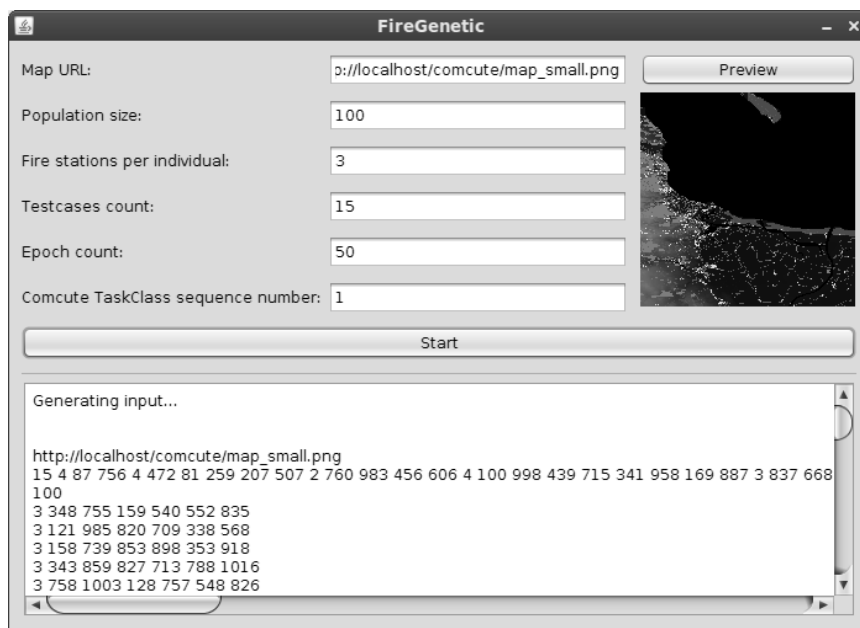 FireGenetic
Map URL:
o://localhost/comcute/map_small.png
Preview
Population size:
100
Fire stations per individual:
3
Testcases count:
15
Epoch count:
50
Comcute TaskClass sequence number:
1
Start
Generating input...
http://localhost/comcute/map_small.png
15 4 87 756 4 472 81 259 207 507 2 760 983 456 606 4 100 998 439 715 341 958 169 887 3 837 668
100
3 348 755 159 540 552 835
3 121 985 820 709 338 568
3 158 739 853 898 353 918
3 343 859 827 713 788 1016
3 758 1003 128 757 548 826